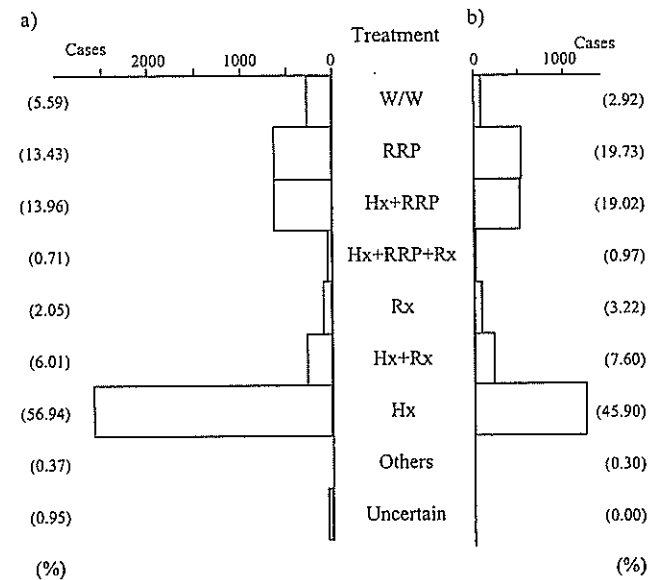 a) b)
Treatment
Cases Cases
2000 1000 0 0 1000
(5.59) W/W (2.92)
(13.43) RRP (19.73)
(13.96) Hx+RRP (19.02)
(0.71) Hx+RRP+Rx (0.97)
(2.05) Rx (3.22)
(6.01) Hx+Rx (7.60)
(56.94) Hx (45.90)
(0.37) Others (0.30)
(0.95) Uncertain (0.00)
(%) (%)